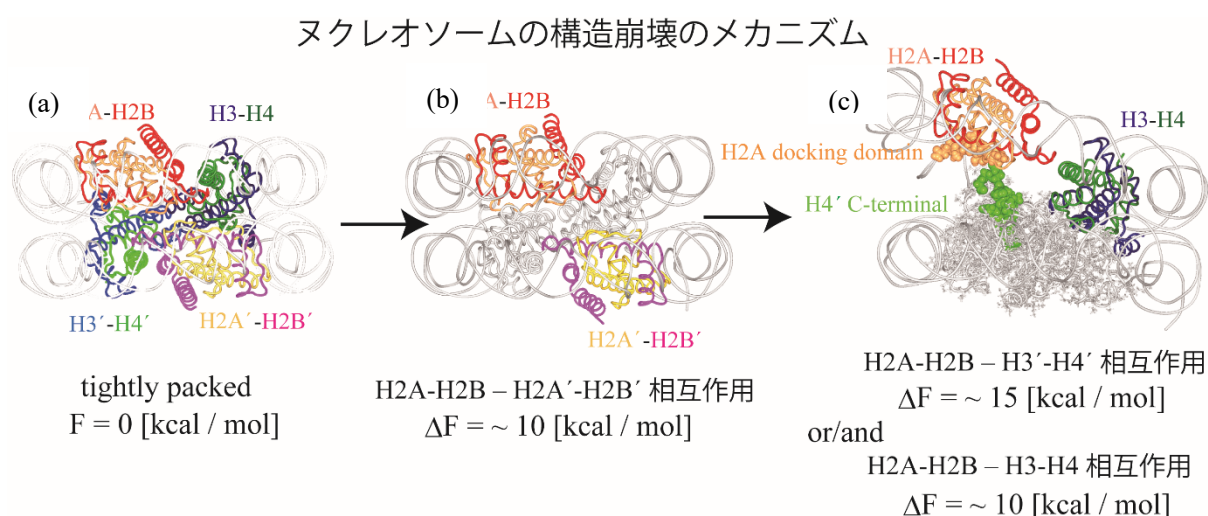 ヌクレオソームの構造崩壊のメカニズム
(a)
A-H2B
H3-H4
H3´-H4´
H2A´-H2B´
tightly packed
F = 0 [kcal / mol]
(b)
A-H2B
H2A´-H2B´
H2A-H2B – H2A´-H2B´ 相互作用
ΔF = ~ 10 [kcal / mol]
(c)
H2A-H2B
H3-H4
H2A docking domain
H4´ C-terminal
H2A-H2B – H3´-H4´ 相互作用
ΔF = ~ 15 [kcal / mol]
or/and
H2A-H2B – H3-H4 相互作用
ΔF = ~ 10 [kcal / mol]